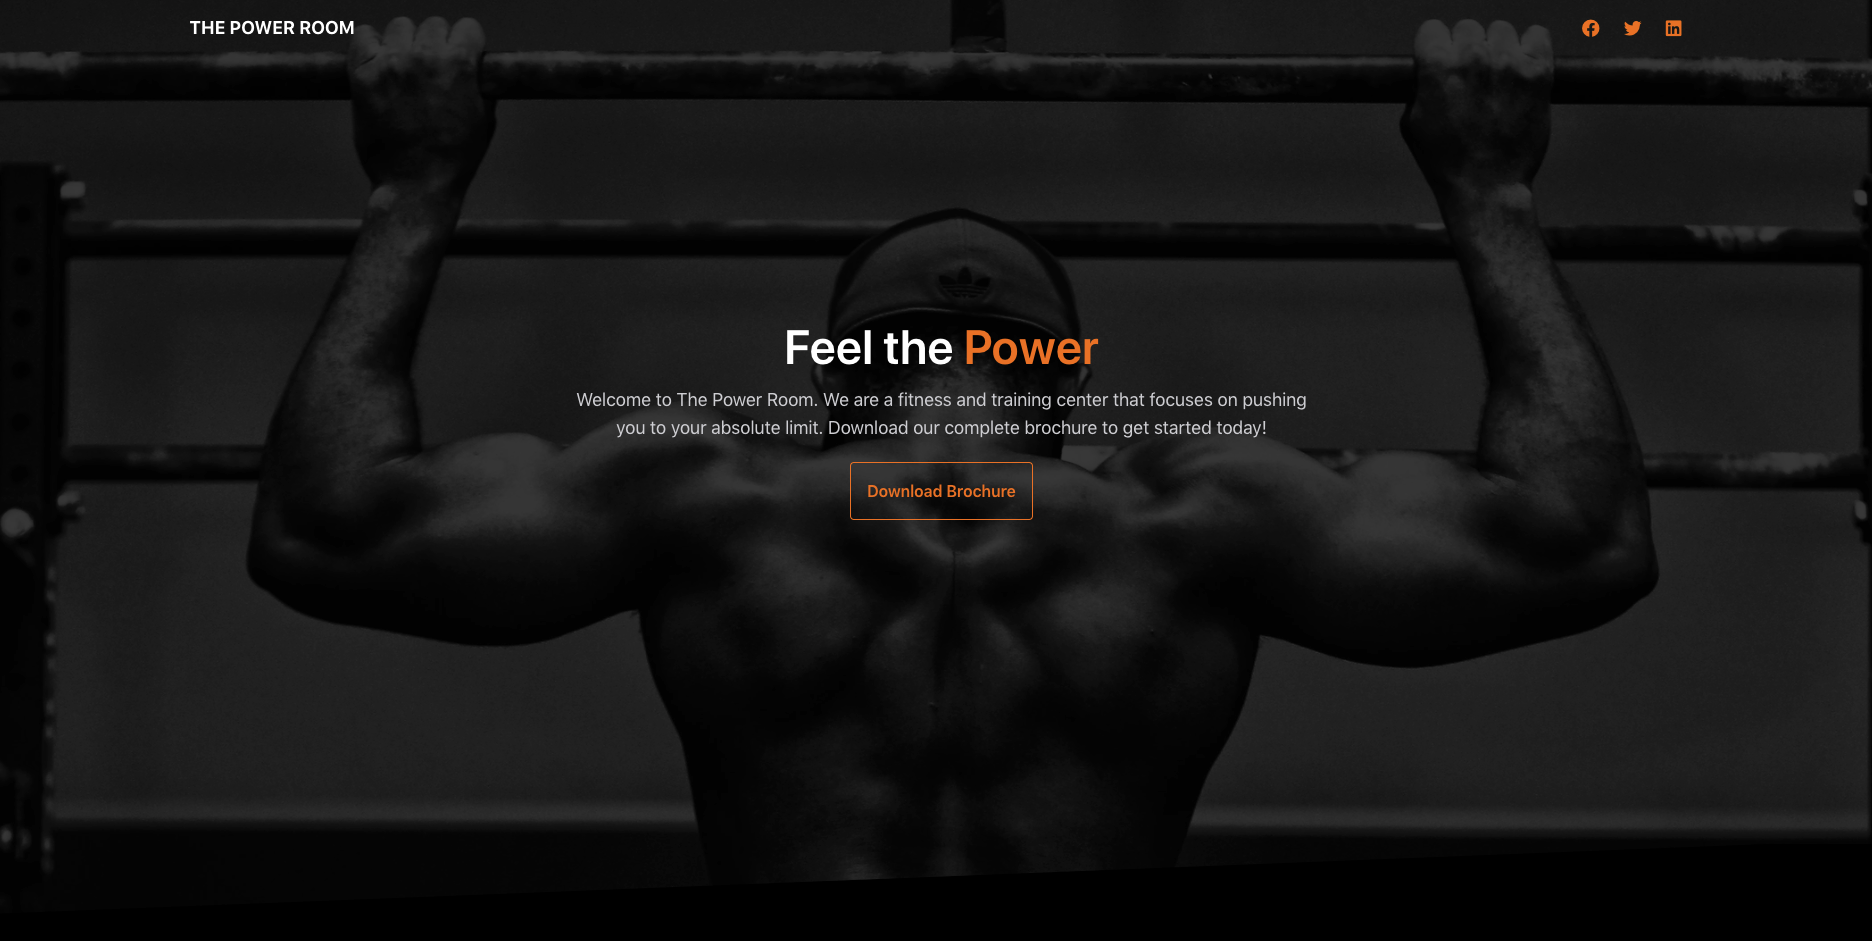 THE POWER ROOM
Feel the Power
Welcome to The Power Room. We are a fitness and training center that focuses on pushing
you to your absolute limit. Download our complete brochure to get started today!
Download Brochure